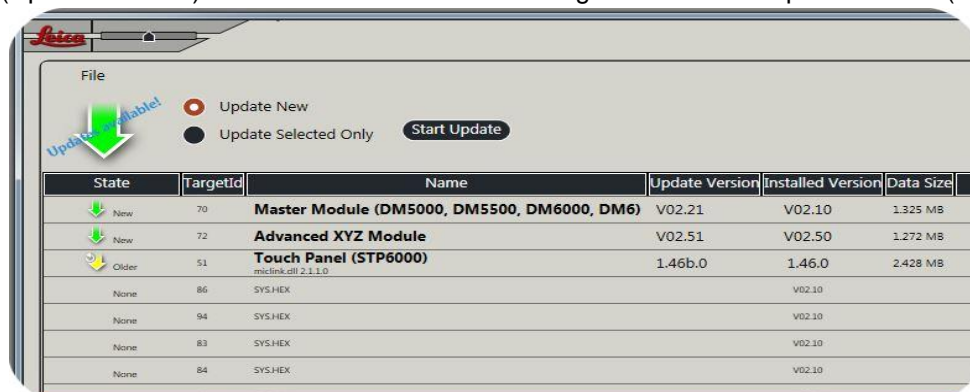 Leica
File
Updates available!
Update New
Update Selected Only Start Update
State TargetId Name Update Version Installed Version Data Size
New 70 Master Module (DM5000, DM5500, DM6000, DM6) V02.21 V02.10 1.325 MB
New 72 Advanced XYZ Module V02.51 V02.50 1.272 MB
Older 51 Touch Panel (STP6000) 1.46b.0 1.46.0 2.428 MB
miclink.dll 2.1.1.0
None 86 SYS.HEX V02.10
None 94 SYS.HEX V02.10
None 83 SYS.HEX V02.10
None 84 SYS.HEX V02.10